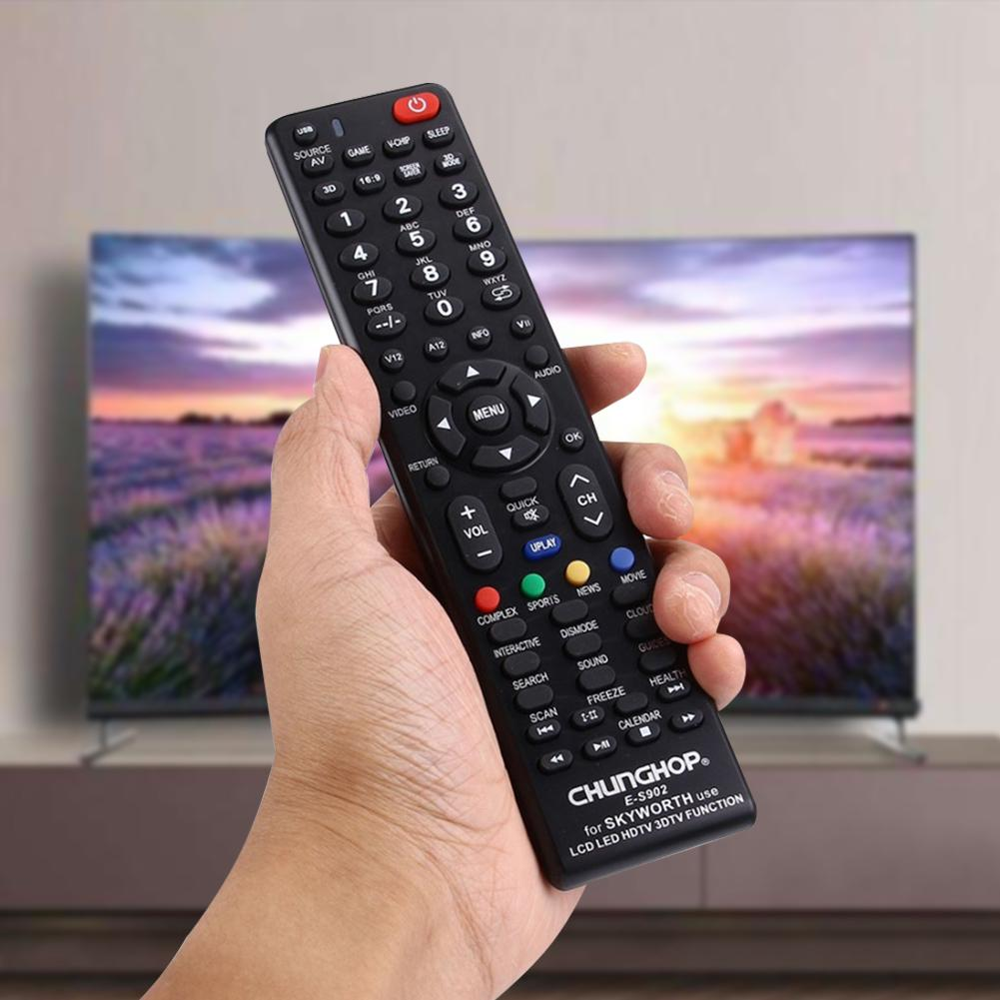 USB
SOURCE
AV
GAME
V-CHIP
SLEEP
3D
16:9
SCREEN SAVER
3D MODE
1
2
3
ABC
DEF
4
5
6
GHI
JKL
MNO
7
8
9
PQRS
TUV
WXYZ
--/-
0
V12
A12
INFO
VII
VIDEO
AUDIO
MENU
RETURN
OK
+
VOL
−
QUICK
CH
UPLAY
COMPLEX
SPORTS
NEWS
MOVIE
INTERACTIVE
DISMODE
CLOUD
SEARCH
SOUND
GUIDE
SCAN
FREEZE
HEALTH
I-II
CALENDAR
CHUNGHOP®
E-S902
for SKYWORTH use
LCD LED HDTV 3DTV FUNCTION